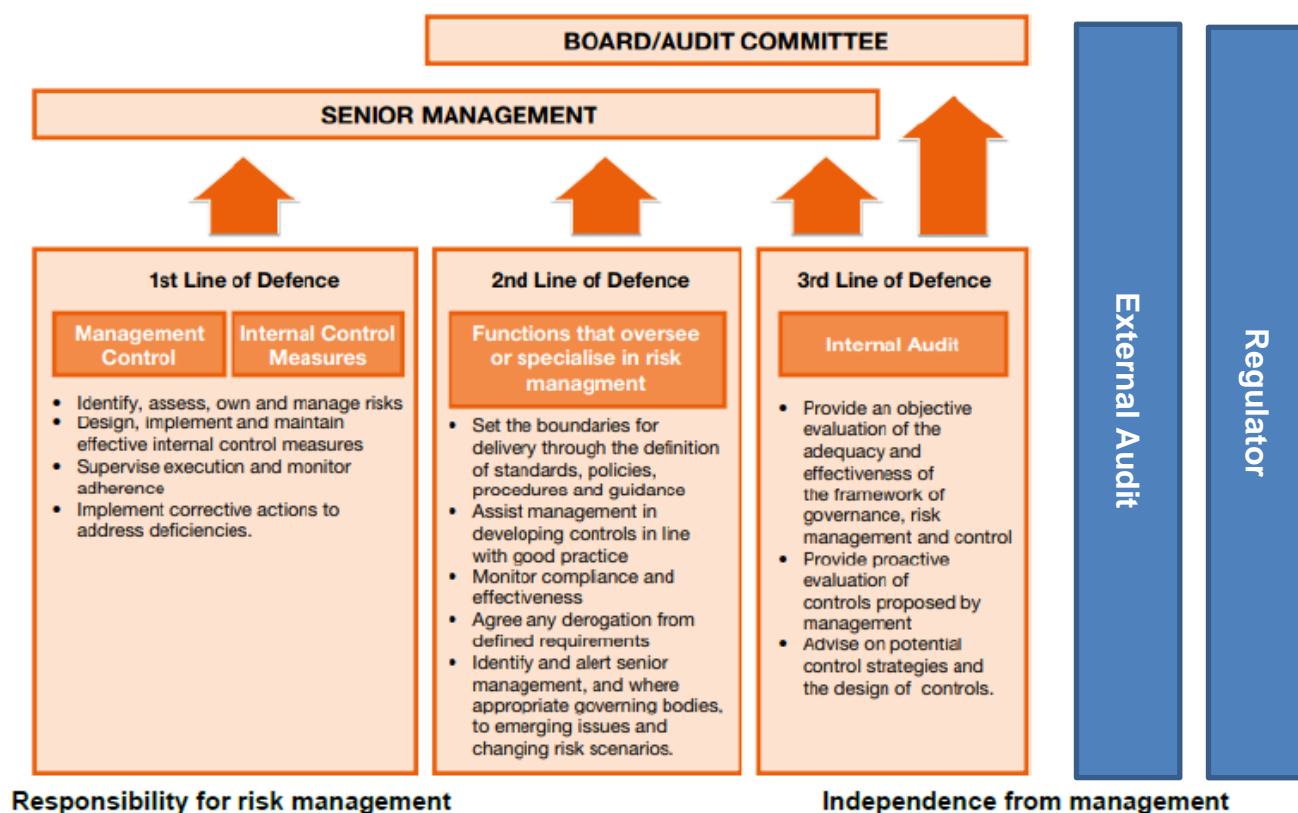 BOARD/AUDIT COMMITTEE
SENIOR MANAGEMENT
1st Line of Defence
Management
Control
Internal Control
Measures
• Identify, assess, own and manage risks
• Design, implement and maintain
effective internal control measures
• Supervise execution and monitor
adherence
• Implement corrective actions to
address deficiencies.
2nd Line of Defence
Functions that oversee
or specialise in risk
managment
• Set the boundaries for
delivery through the definition
of standards, policies,
procedures and guidance
• Assist management in
developing controls in line
with good practice
• Monitor compliance and
effectiveness
• Agree any derogation from
defined requirements
• Identify and alert senior
management, and where
appropriate governing bodies,
to emerging issues and
changing risk scenarios.
3rd Line of Defence
Internal Audit
• Provide an objective
evaluation of the
adequacy and
effectiveness of
the framework of
governance, risk
management and control
• Provide proactive
evaluation of
controls proposed by
management
• Advise on potential
control strategies and
the design of controls.
External Audit
Regulator
Responsibility for risk management
Independence from management